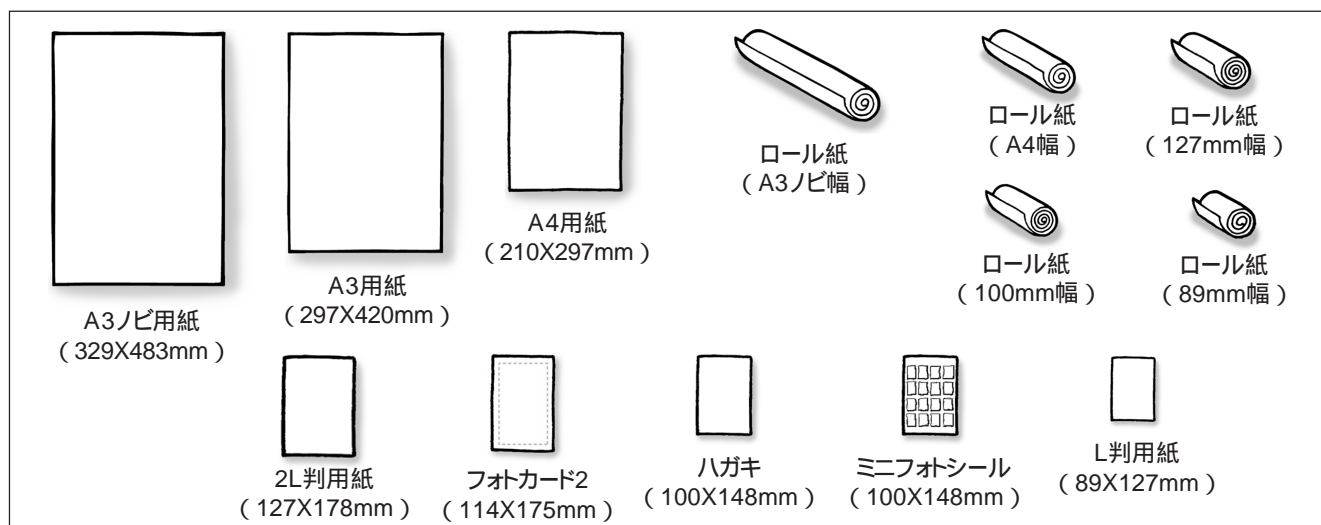 A3ノビ用紙
(329X483mm)
A3用紙
(297X420mm)
A4用紙
(210X297mm)
ロール紙
(A3ノビ幅)
ロール紙
(A4幅)
ロール紙
(127mm幅)
ロール紙
(100mm幅)
ロール紙
(89mm幅)
2L判用紙
(127X178mm)
フォトカード2
(114X175mm)
ハガキ
(100X148mm)
ミニフォトシール
(100X148mm)
L判用紙
(89X127mm)